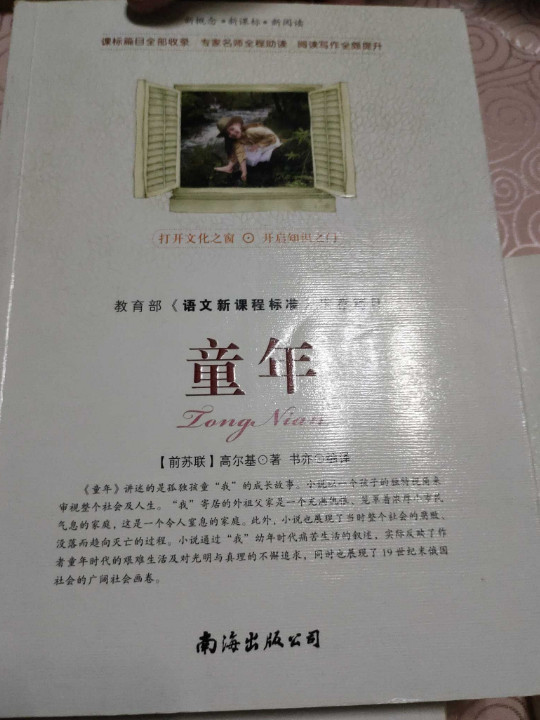 新概念·新课标·新阅读
课标篇目全部收录 专家名师全程助读 阅读写作全频提升
打开文化之窗 ⊙ 开启知识之门
教育部《语文新课程标准
童年
Tong Nian
【前苏联】高尔基⊙著 书亦⊙编译
《童年》讲述的是孤独孩童“我”的成长故事。小说以一个孩子的独特视角来
审视整个社会及人生。“我”寄居的外祖父家是一个充满仇恨，笼罩着浓厚小市民
气息的家庭，这是一个令人窒息的家庭。此外，小说也展现了当时整个社会的腐败、
没落而趋向灭亡的过程。小说通过“我”幼年时代痛苦生活的叙述，实际反映了作
者童年时代的艰难生活及对光明与真理的不懈追求，同时也展现了19世纪末俄国
社会的广阔社会画卷。
南海出版公司